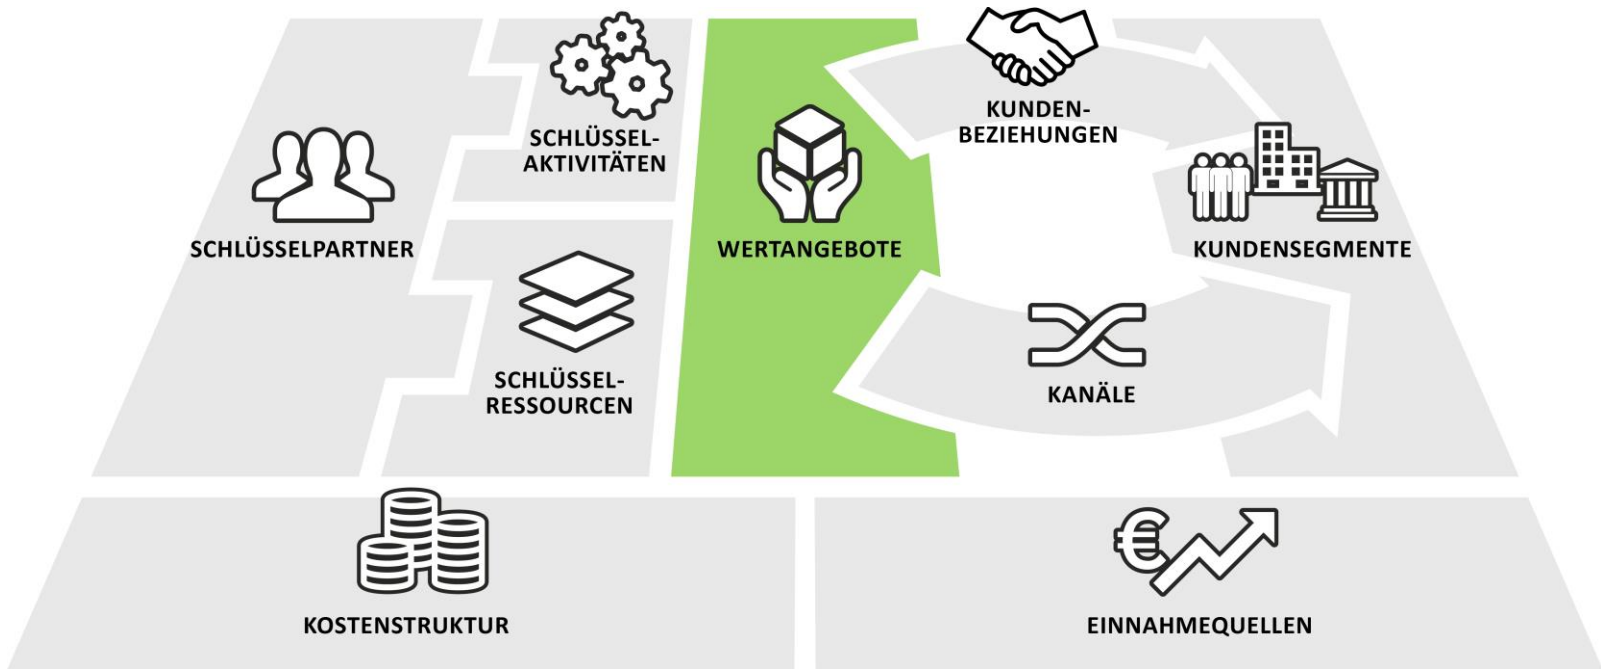 SCHLÜSSELPARTNER
SCHLÜSSEL-
AKTIVITÄTEN
SCHLÜSSEL-
RESSOURCEN
WERTANGEBOTE
KUNDEN-
BEZIEHUNGEN
KANÄLE
KUNDENSEGMENTE
KOSTENSTRUKTUR
€
EINNAHMEQUELLEN